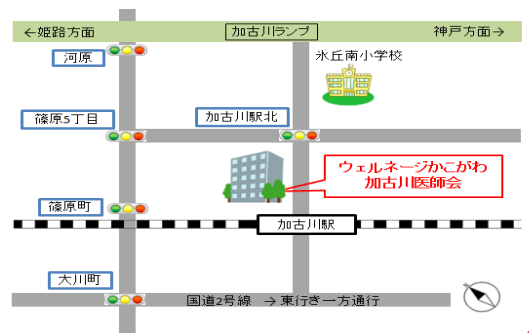 ←姫路方面
加古川ランプ
神戸方面→
河原
氷丘南小学校
篠原5丁目
加古川駅北
ウェルネージかこがわ
加古川医師会
篠原町
加古川駅
大川町
国道2号線 →東行き一方通行